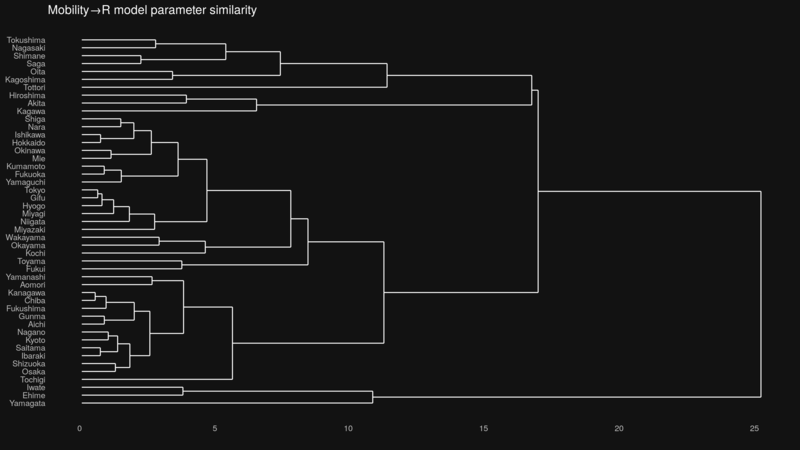 Mobility→R model parameter similarity
Tokushima
Nagasaki
Shimane
Saga
Oita
Kagoshima
Tottori
Hiroshima
Akita
Kagawa
Shiga
Nara
Ishikawa
Hokkaido
Okinawa
Mie
Kumamoto
Fukuoka
Yamaguchi
Tokyo
Gifu
Hyogo
Miyagi
Niigata
Miyazaki
Wakayama
Okayama
Kochi
Toyama
Fukui
Yamanashi
Aomori
Kanagawa
Chiba
Fukushima
Gunma
Aichi
Nagano
Kyoto
Saitama
Ibaraki
Shizuoka
Osaka
Tochigi
Iwate
Ehime
Yamagata
0 5 10 15 20 25